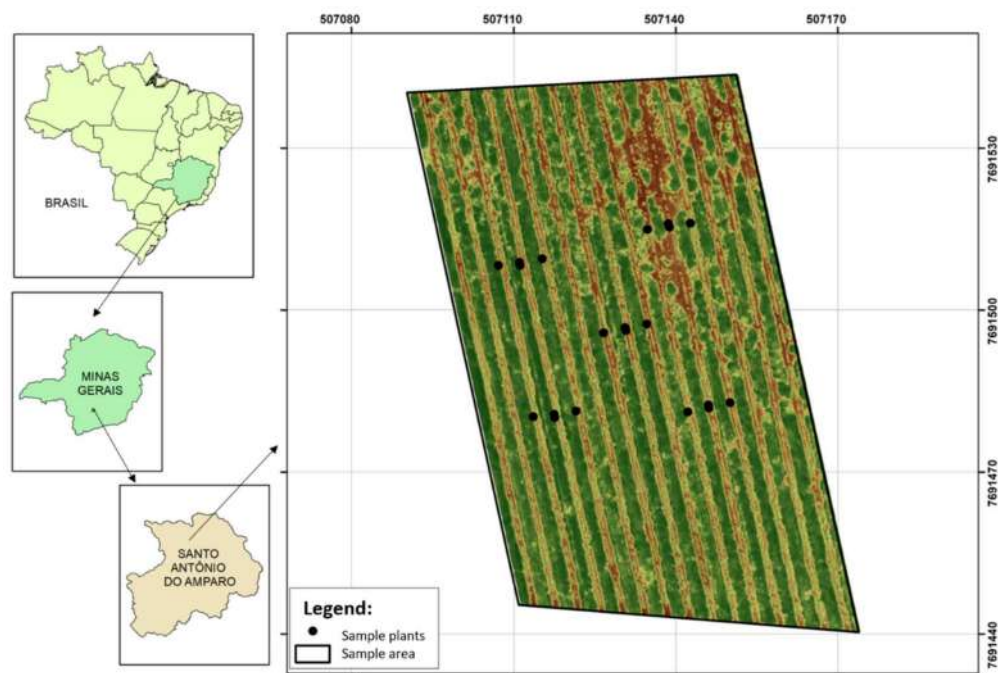 507080
507110
507140
507170
BRASIL
7691530
7691500
MINAS
GERAIS
7691470
SANTO
ANTÔNIO
DO AMPARO
Legend:
Sample plants
Sample area
7691440